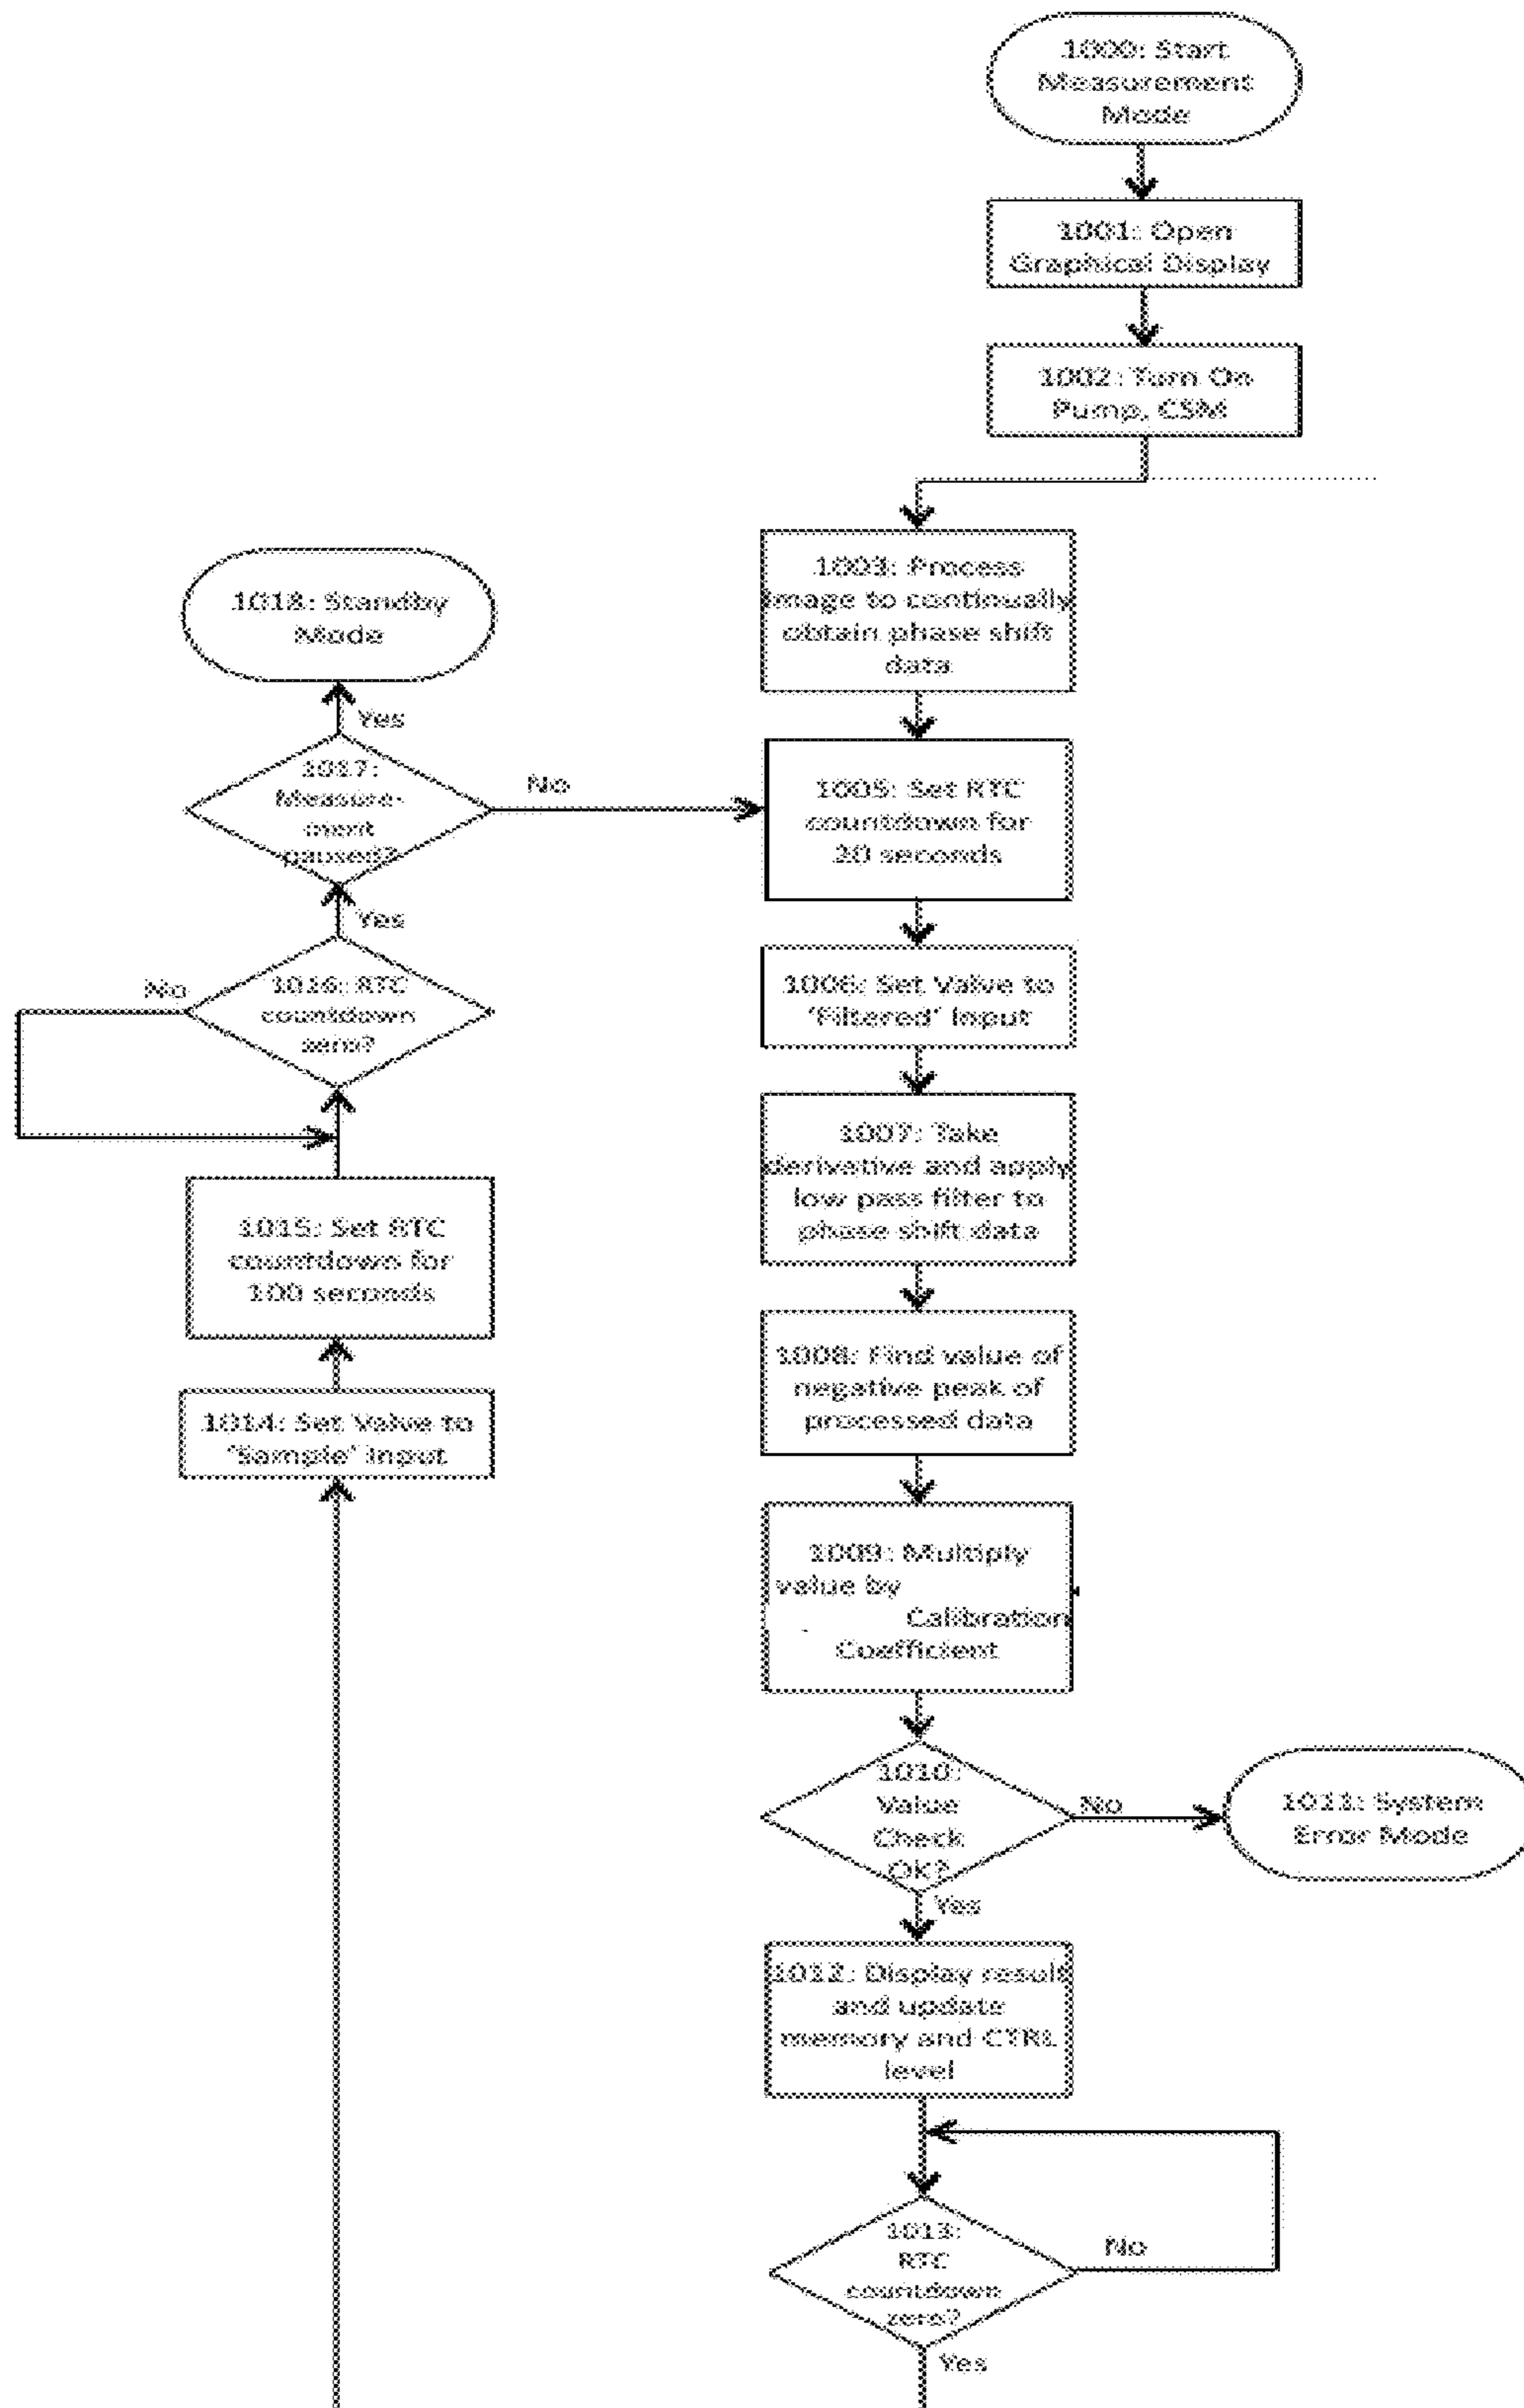 1000: Start
Measurement
Mode
1001: Open
Graphical Display
1002: Turn On
Pump, CSM
1003: Process
image to continually
obtain phase shift
data
1018: Standby
Mode
Yes
1017:
Measure-
ment
paused?
No
1005: Set RTC
countdown for
20 seconds
Yes
1016: RTC
countdown
zero?
No
1006: Set Valve to
'Filtered' Input
1007: Take
derivative and apply
low pass filter to
phase shift data
1015: Set RTC
countdown for
100 seconds
1008: Find value of
negative peak of
processed data
1014: Set Valve to
'Sample' Input
1009: Multiply
value by
Calibration
Coefficient
1010:
Value
Check
OK?
No
1011: System
Error Mode
Yes
1012: Display result
and update
memory and CTRL
level
1013:
RTC
countdown
zero?
No
Yes